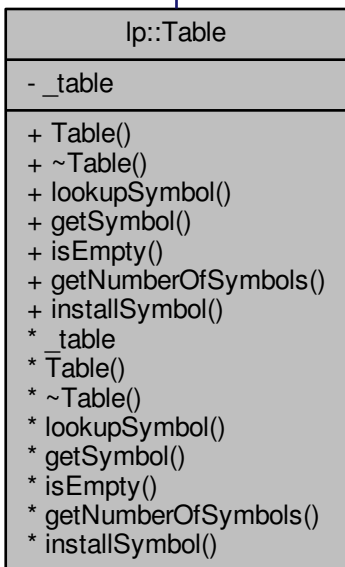 lp::Table
- _table
+ Table()
+ ~Table()
+ lookupSymbol()
+ getSymbol()
+ isEmpty()
+ getNumberOfSymbols()
+ installSymbol()
* _table
* Table()
* ~Table()
* lookupSymbol()
* getSymbol()
* isEmpty()
* getNumberOfSymbols()
* installSymbol()